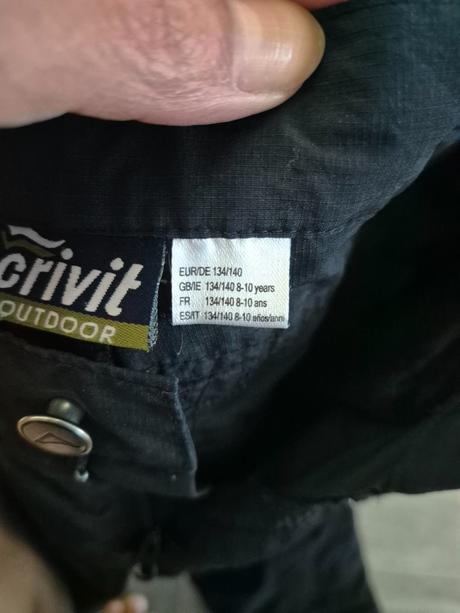 crivit
OUTDOOR
EUR/DE 134/140
GB/IE 134/140 8-10 years
FR 134/140 8-10 ans
ES/IT 134/140 8-10 años/anni